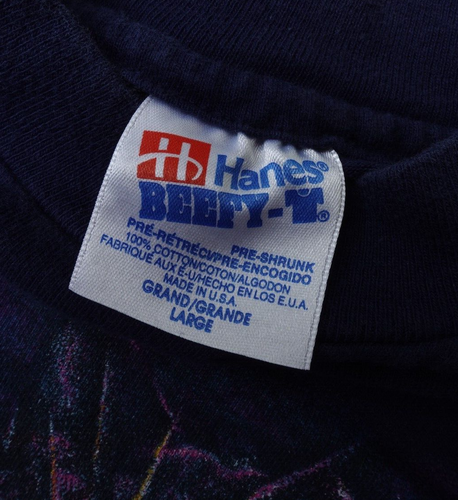 Hanes®
BEEFY-T®
PRE-SHRUNK
PRÉ-RÉTRÉCI/PRE-ENCOGIDO
100% COTTON/COTON/ALGODON
FABRIQUÉ AUX É-U/HECHO EN LOS E.U.A.
MADE IN U.S.A.
GRAND/GRANDE
LARGE